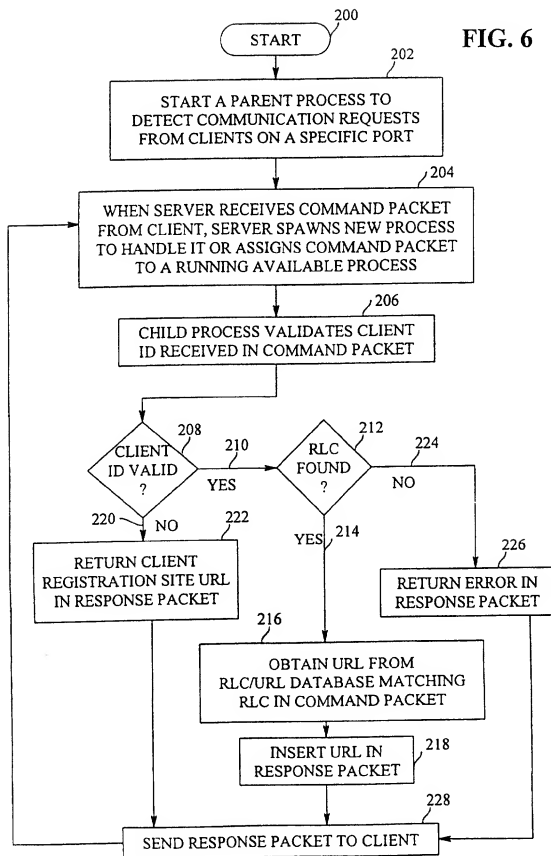 200
START
FIG. 6
202
START A PARENT PROCESS TO
DETECT COMMUNICATION REQUESTS
FROM CLIENTS ON A SPECIFIC PORT
204
WHEN SERVER RECEIVES COMMAND PACKET
FROM CLIENT, SERVER SPAWNS NEW PROCESS
TO HANDLE IT OR ASSIGNS COMMAND PACKET
TO A RUNNING AVAILABLE PROCESS
206
CHILD PROCESS VALIDATES CLIENT
ID RECEIVED IN COMMAND PACKET
208
CLIENT
ID VALID
?
210
YES
212
RLC
FOUND
?
224
NO
220
NO
222
RETURN CLIENT
REGISTRATION SITE URL
IN RESPONSE PACKET
YES
214
226
RETURN ERROR IN
RESPONSE PACKET
216
OBTAIN URL FROM
RLC/URL DATABASE MATCHING
RLC IN COMMAND PACKET
INSERT URL IN
RESPONSE PACKET
218
228
SEND RESPONSE PACKET TO CLIENT